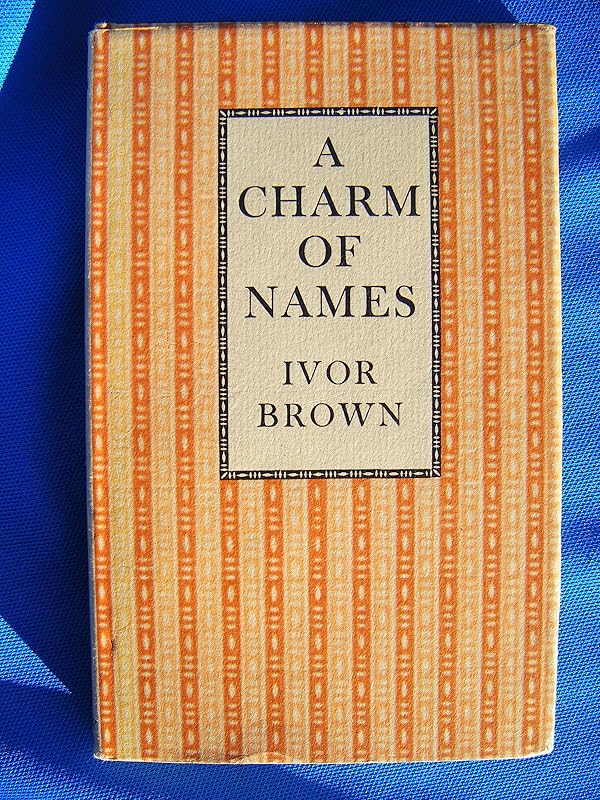 A
CHARM
OF
NAMES
IVOR
BROWN